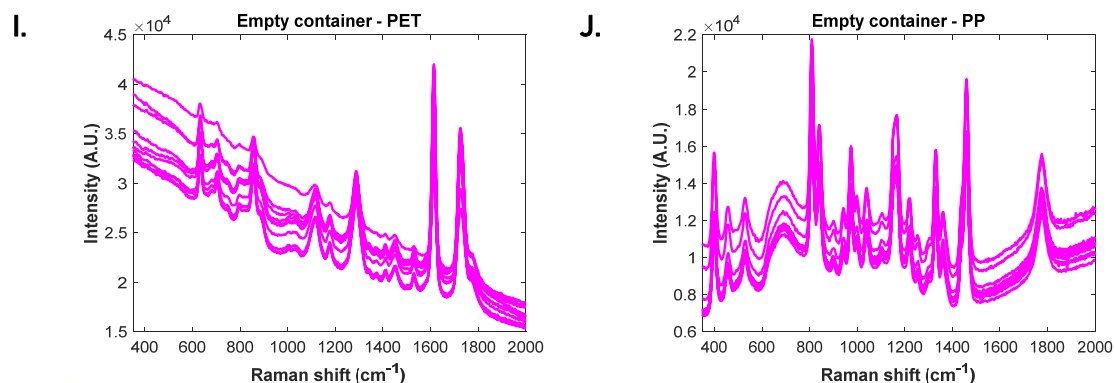 I.
Empty container - PET
×10⁴
4.5
4
3.5
3
2.5
2
1.5
Intensity (A.U.)
400 600 800 1000 1200 1400 1600 1800 2000
Raman shift (cm⁻¹)
J.
Empty container - PP
×10⁴
2.2
2
1.8
1.6
1.4
1.2
1
0.8
0.6
Intensity (A.U.)
400 600 800 1000 1200 1400 1600 1800 2000
Raman shift (cm⁻¹)